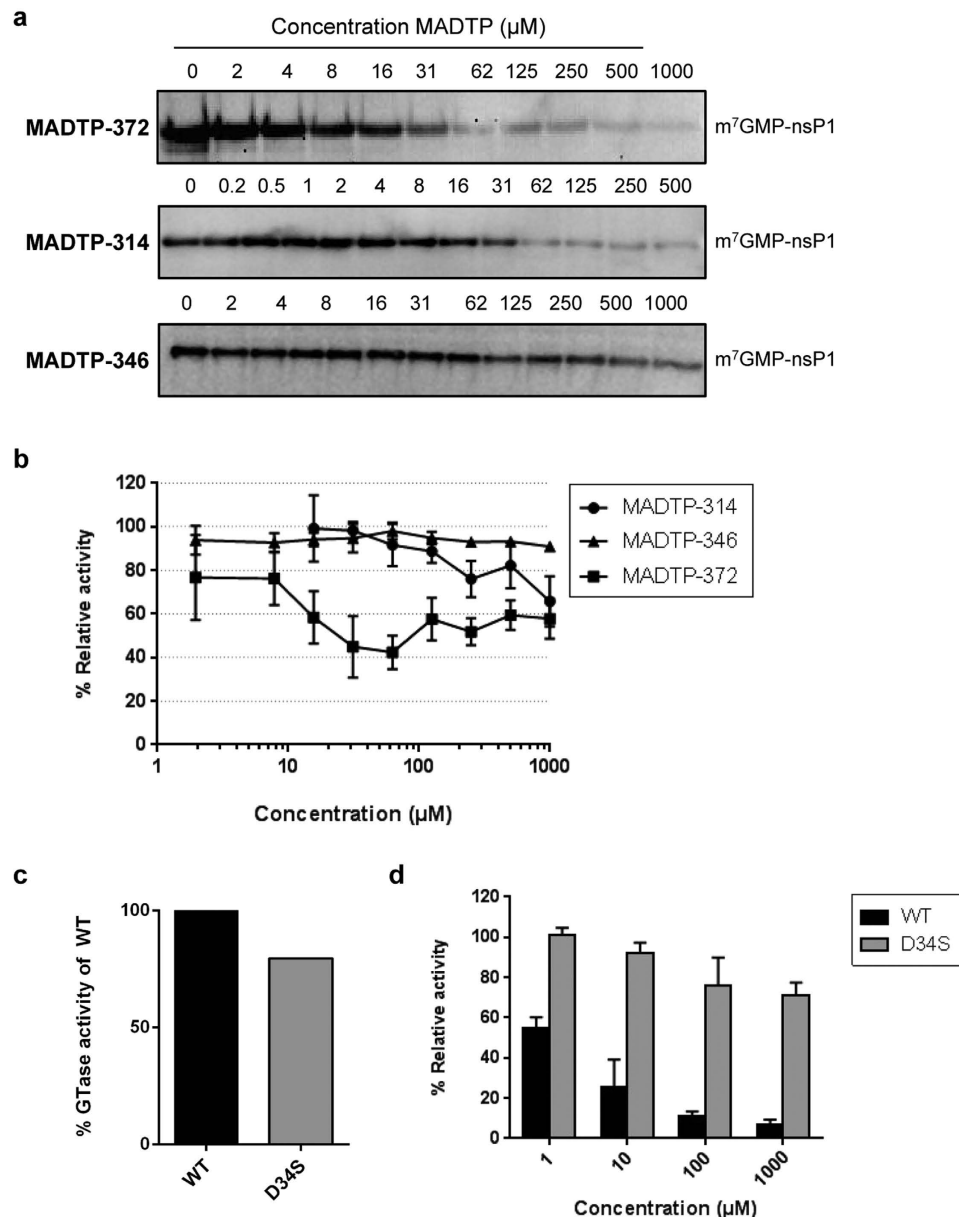 a
Concentration MADTP (µM)
0 2 4 8 16 31 62 125 250 500 1000
MADTP-372
m⁷GMP-nsP1
0 0.2 0.5 1 2 4 8 16 31 62 125 250 500
MADTP-314
m⁷GMP-nsP1
0 2 4 8 16 31 62 125 250 500 1000
MADTP-346
m⁷GMP-nsP1
b
120
100
80
60
40
20
0
% Relative activity
1 10 100 1000
Concentration (µM)
MADTP-314
MADTP-346
MADTP-372
c
% GTase activity of WT
100
50
0
WT D34S
d
% Relative activity
120
100
80
60
40
20
0
1 10 100 1000
Concentration (µM)
WT
D34S